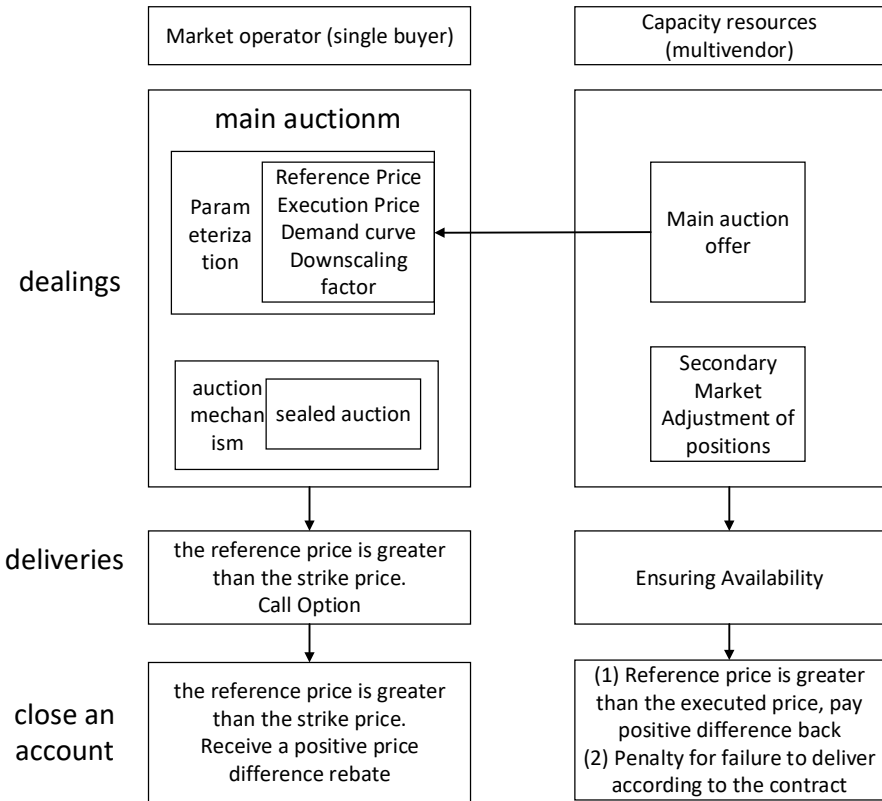 Market operator (single buyer)
Capacity resources
(multivendor)
dealings
main auctionm
Param
eteriza
tion
Reference Price
Execution Price
Demand curve
Downscaling
factor
Main auction
offer
auction
mechan
ism
sealed auction
Secondary
Market
Adjustment of
positions
deliveries
the reference price is greater
than the strike price.
Call Option
Ensuring Availability
close an
account
the reference price is greater
than the strike price.
Receive a positive price
difference rebate
(1) Reference price is greater
than the executed price, pay
positive difference back
(2) Penalty for failure to deliver
according to the contract